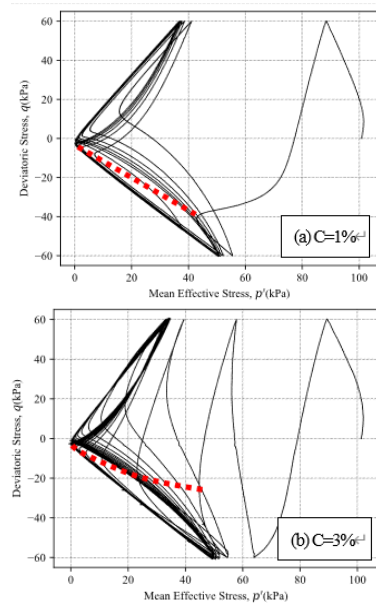 60
40
20
0
−20
−40
−60
Deviatoric Stress, q(kPa)
0 20 40 60 80 100
Mean Effective Stress, p′(kPa)
(a) C=1%↵
60
40
20
0
−20
−40
−60
Deviatoric Stress, q(kPa)
0 20 40 60 80 100
Mean Effective Stress, p′(kPa)
(b) C=3%↵